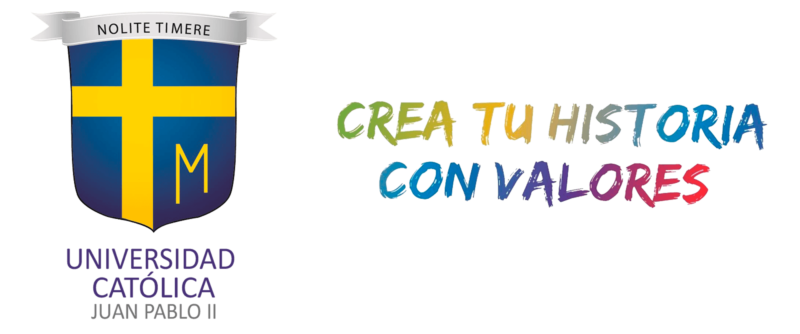 NOLITE TIMERE
M
UNIVERSIDAD
CATÓLICA
JUAN PABLO II
CREA TU HISTORIA
CON VALORES